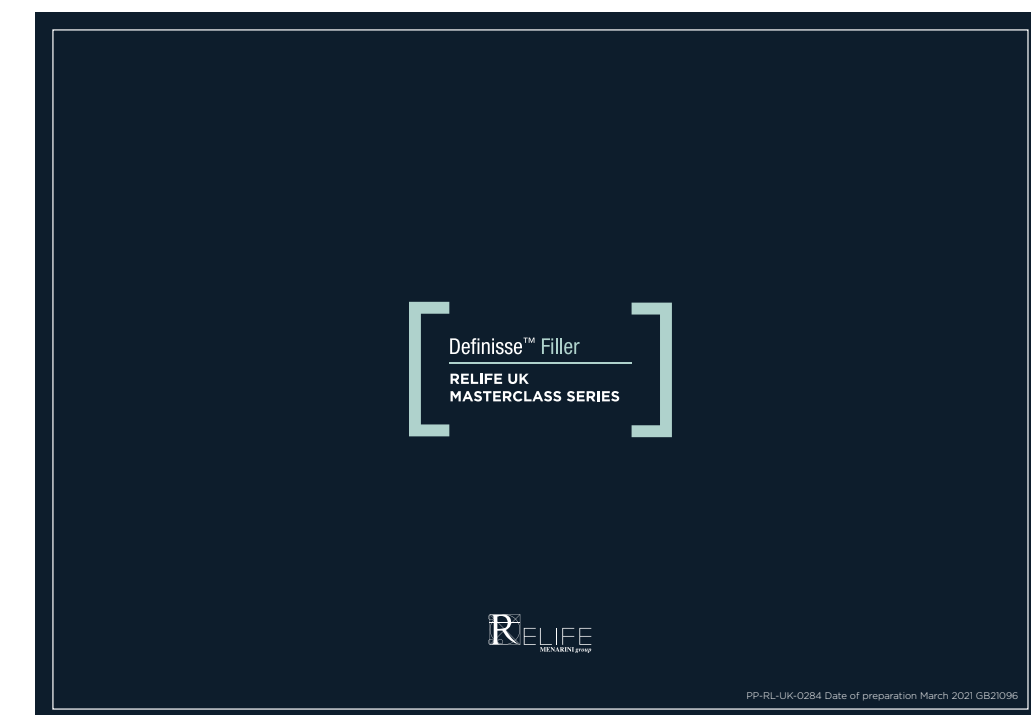 Definisse™ Filler
RELIFE UK
MASTERCLASS SERIES
RELIFE
MENARINI group
PP-RL-UK-0284 Date of preparation March 2021 GB21096